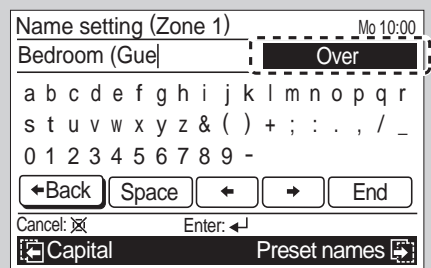 Name setting (Zone 1) Mo 10:00
Bedroom (Gue Over
a b c d e f g h i j k l m n o p q r
s t u v w x y z & ( ) + ; : . , / _
0 1 2 3 4 5 6 7 8 9 -
←Back Space ← → End
Cancel: Enter: ↵
Capital Preset names